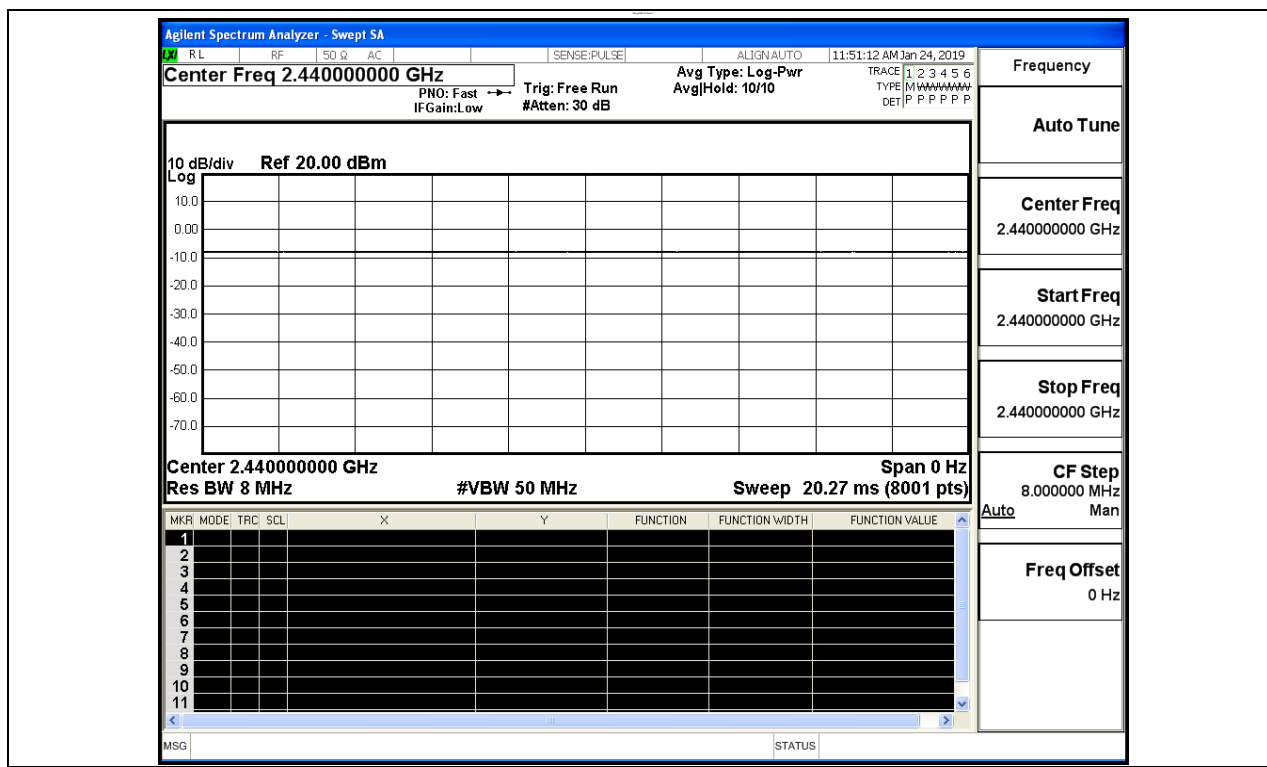 Agilent Spectrum Analyzer - Swept SA
LXI RL RF 50 Ω AC SENSE:PULSE ALIGN AUTO 11:51:12 AM Jan 24, 2019
Center Freq 2.440000000 GHz
PNO: Fast
IFGain:Low
Trig: Free Run
#Atten: 30 dB
Avg Type: Log-Pwr
Avg|Hold: 10/10
TRACE 1 2 3 4 5 6
TYPE M WWWWW
DET P P P P P P
10 dB/div Ref 20.00 dBm
Log
10.0
0.00
-10.0
-20.0
-30.0
-40.0
-50.0
-60.0
-70.0
Center 2.440000000 GHz Span 0 Hz
Res BW 8 MHz #VBW 50 MHz Sweep 20.27 ms (8001 pts)
MKR MODE TRC SCL X Y FUNCTION FUNCTION WIDTH FUNCTION VALUE
1
2
3
4
5
6
7
8
9
10
11
MSG STATUS
Frequency
Auto Tune
Center Freq
2.440000000 GHz
Start Freq
2.440000000 GHz
Stop Freq
2.440000000 GHz
CF Step
8.000000 MHz
Auto Man
Freq Offset
0 Hz